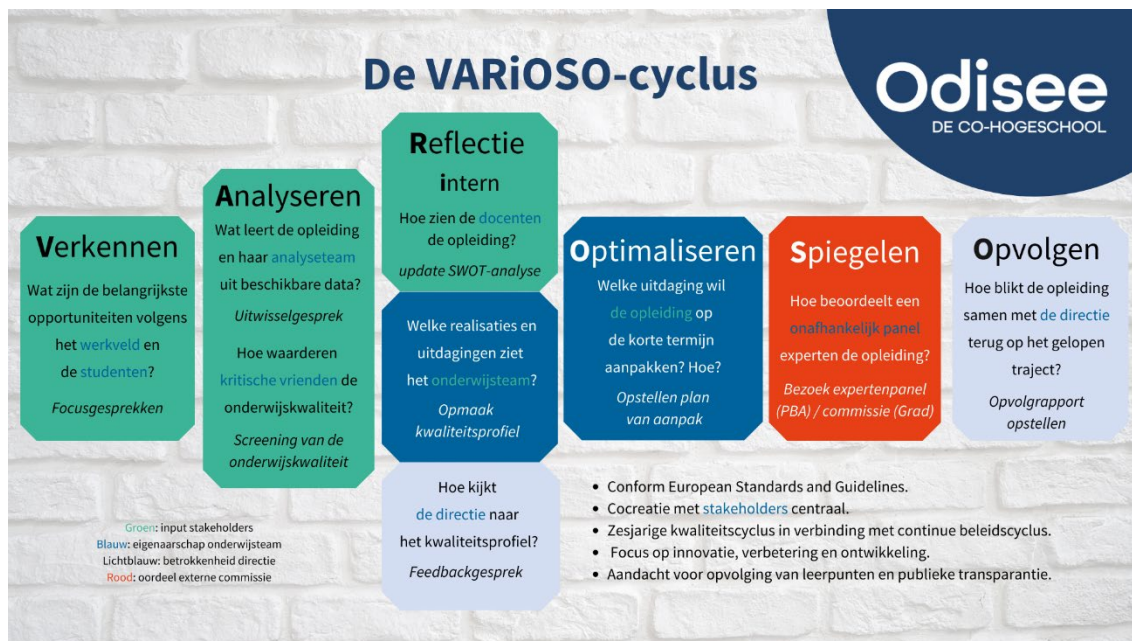 De VARiOSO-cyclus
Odisee
DE CO-HOGESCHOOL
Verkennen
Wat zijn de belangrijkste
opportuniteiten volgens
het werkveld en
de studenten?
Focusgesprekken
Analyseren
Wat leert de opleiding
en haar analyseteam
uit beschikbare data?
Uitwisselgesprek
Hoe waarderen
kritische vrienden de
onderwijskwaliteit?
Screening van de
onderwijskwaliteit
Reflectie
intern
Hoe zien de docenten
de opleiding?
update SWOT-analyse
Welke realisaties en
uitdagingen ziet
het onderwijsteam?
Opmaak
kwaliteitsprofiel
Hoe kijkt
de directie naar
het kwaliteitsprofiel?
Feedbackgesprek
Optimaliseren
Welke uitdaging wil
de opleiding op
de korte termijn
aanpakken? Hoe?
Opstellen plan
van aanpak
Spiegelen
Hoe beoordeelt een
onafhankelijk panel
experten de opleiding?
Bezoek expertenpanel
(PBA) / commissie (Grad)
Opvolgen
Hoe blikt de opleiding
samen met de directie
terug op het gelopen
traject?
Opvolgrapport
opstellen
Groen: input stakeholders
Blauw: eigenaarschap onderwijsteam
Lichtblauw: betrokkenheid directie
Rood: oordeel externe commissie
• Conform European Standards and Guidelines.
• Cocreatie met stakeholders centraal.
• Zesjarige kwaliteitscyclus in verbinding met continue beleidscyclus.
• Focus op innovatie, verbetering en ontwikkeling.
• Aandacht voor opvolging van leerpunten en publieke transparantie.